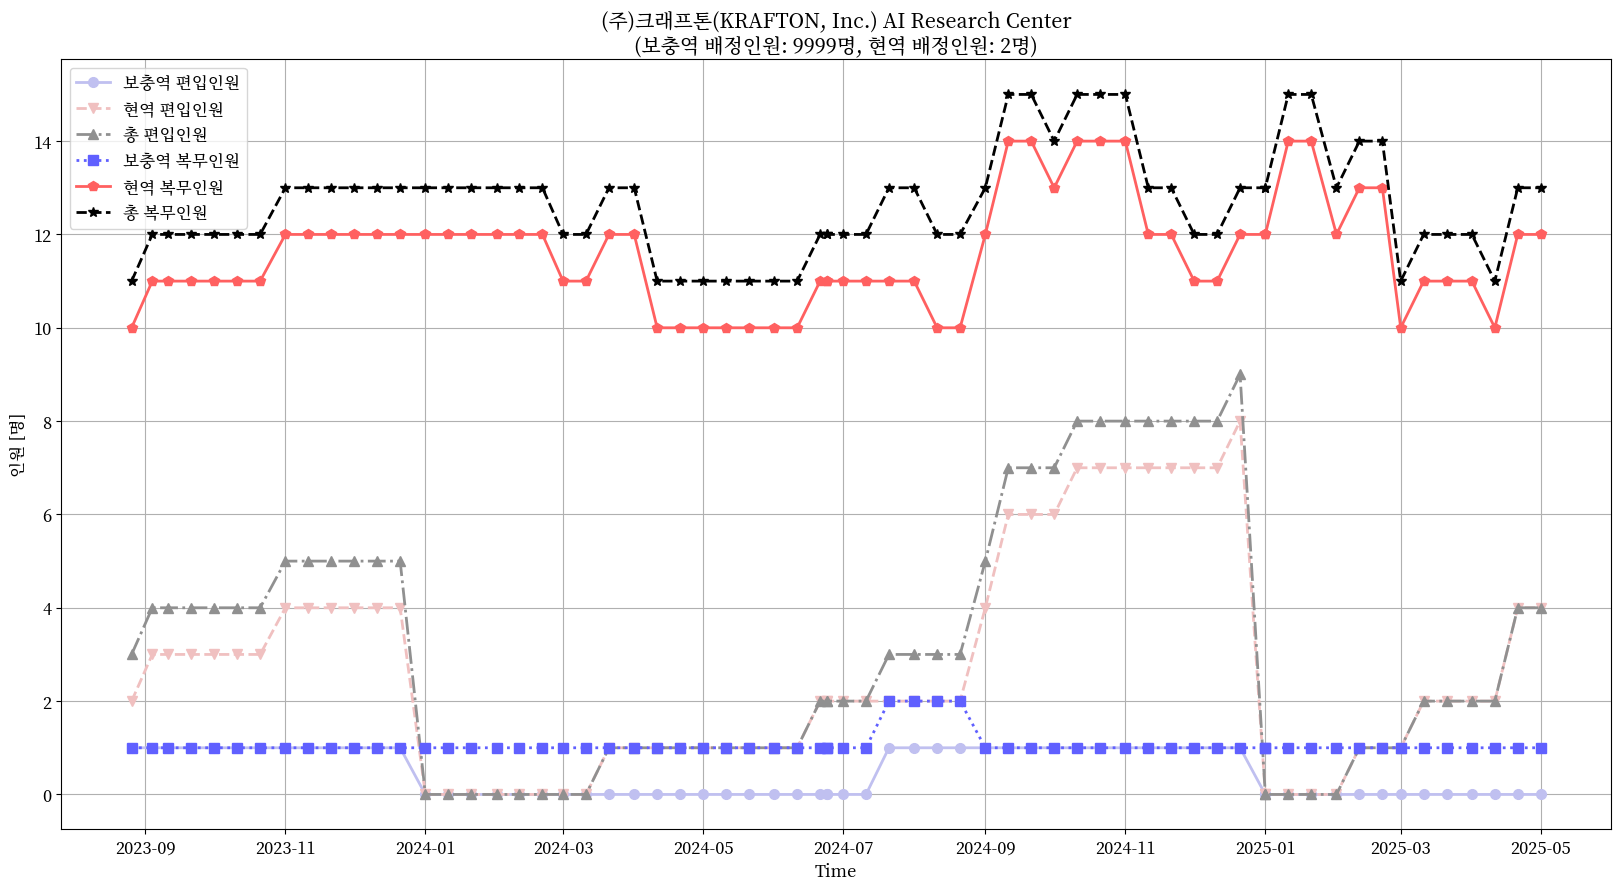 (주)크래프톤(KRAFTON, Inc.) AI Research Center
(보충역 배정인원: 9999명, 현역 배정인원: 2명)
보충역 편입인원
현역 편입인원
총 편입인원
보충역 복무인원
현역 복무인원
총 복무인원
인원 [명]
14
12
10
8
6
4
2
0
2023-09
2023-11
2024-01
2024-03
2024-05
2024-07
2024-09
2024-11
2025-01
2025-03
2025-05
Time